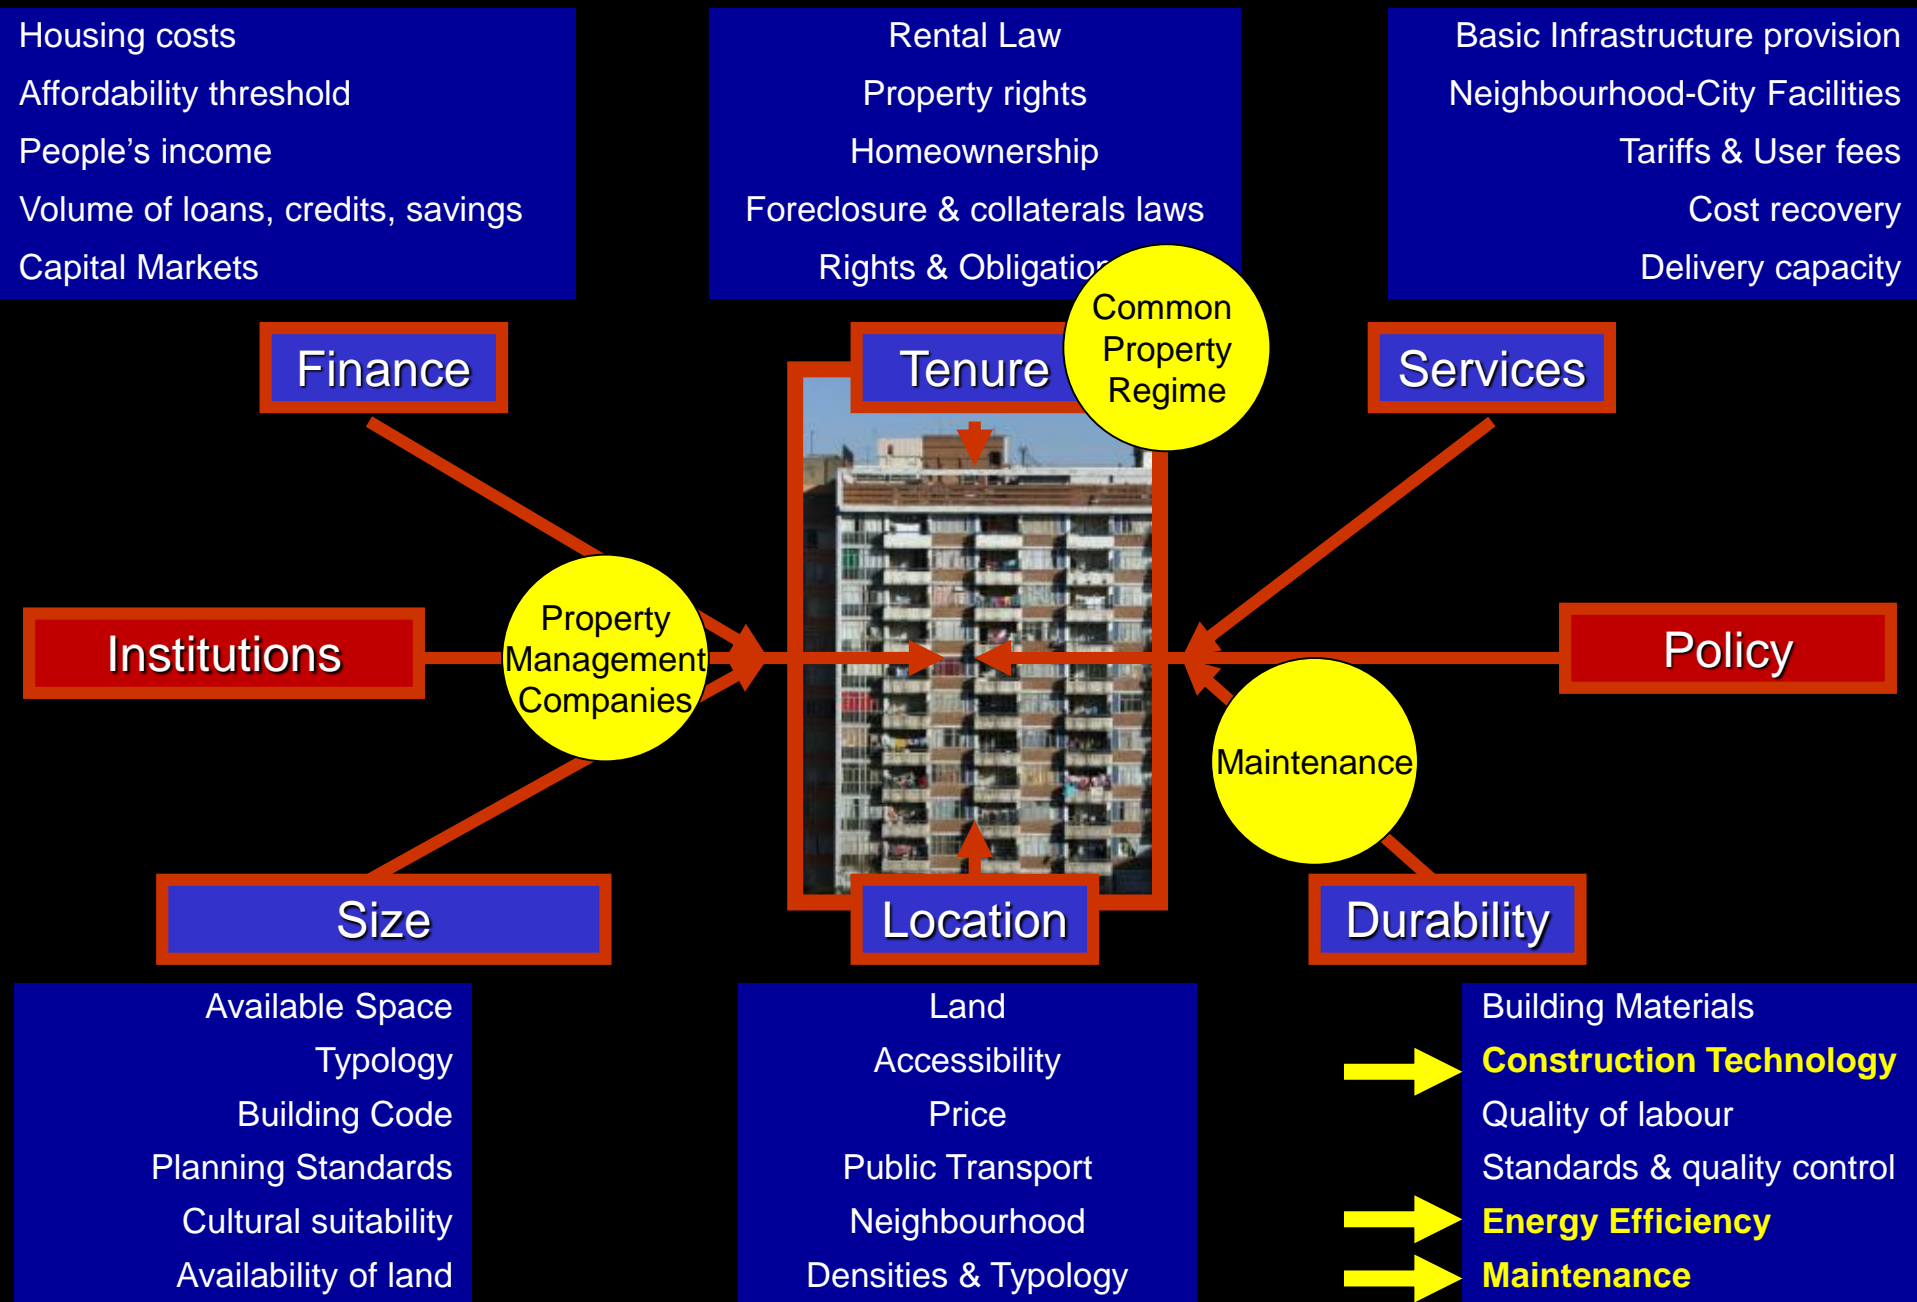 Housing costs
Affordability threshold
People’s income
Volume of loans, credits, savings
Capital Markets
Rental Law
Property rights
Homeownership
Foreclosure & collaterals laws
Rights & Obligation
Basic Infrastructure provision
Neighbourhood-City Facilities
Tariffs & User fees
Cost recovery
Delivery capacity
Finance
Tenure
Common
Property
Regime
Services
Institutions
Property
Management
Companies
Policy
Maintenance
Size
Location
Durability
Available Space
Typology
Building Code
Planning Standards
Cultural suitability
Availability of land
Land
Accessibility
Price
Public Transport
Neighbourhood
Densities & Typology
Building Materials
Construction Technology
Quality of labour
Standards & quality control
Energy Efficiency
Maintenance